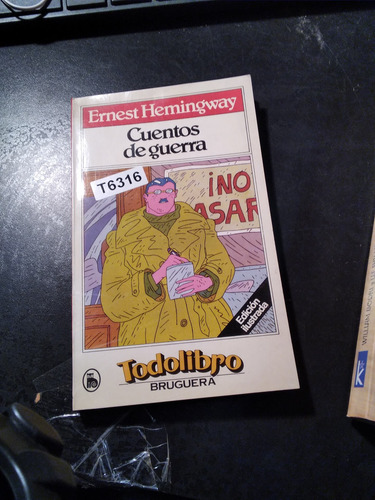 Ernest Hemingway
Cuentos
de guerra
T6316
¡NO
ASAR
Edición
ilustrada
Todolibro
BRUGUERA